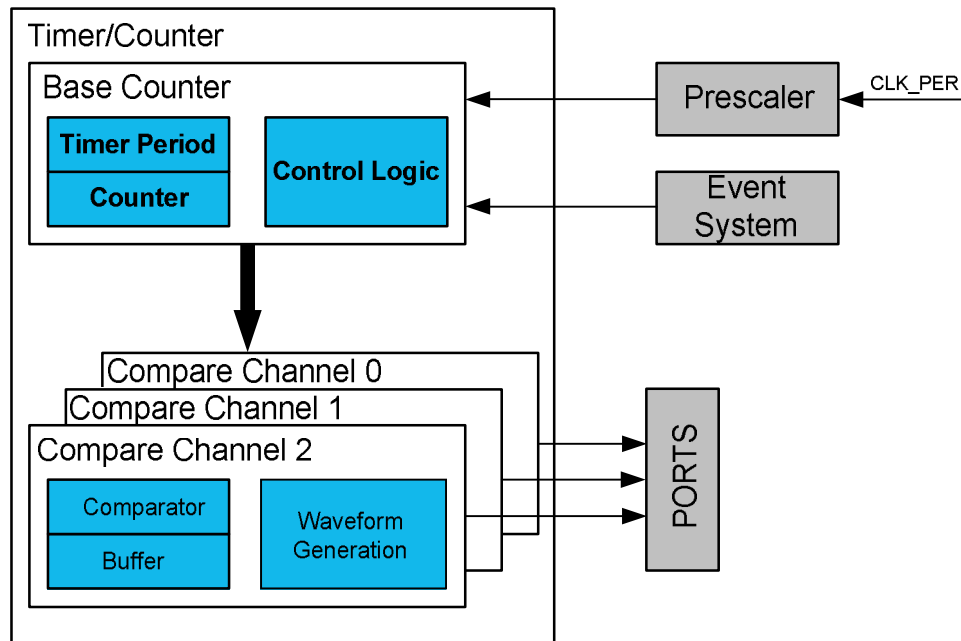 Timer/Counter
Base Counter
Timer Period
Counter
Control Logic
Prescaler
CLK_PER
Event
System
Compare Channel 0
Compare Channel 1
Compare Channel 2
Comparator
Buffer
Waveform
Generation
PORTS